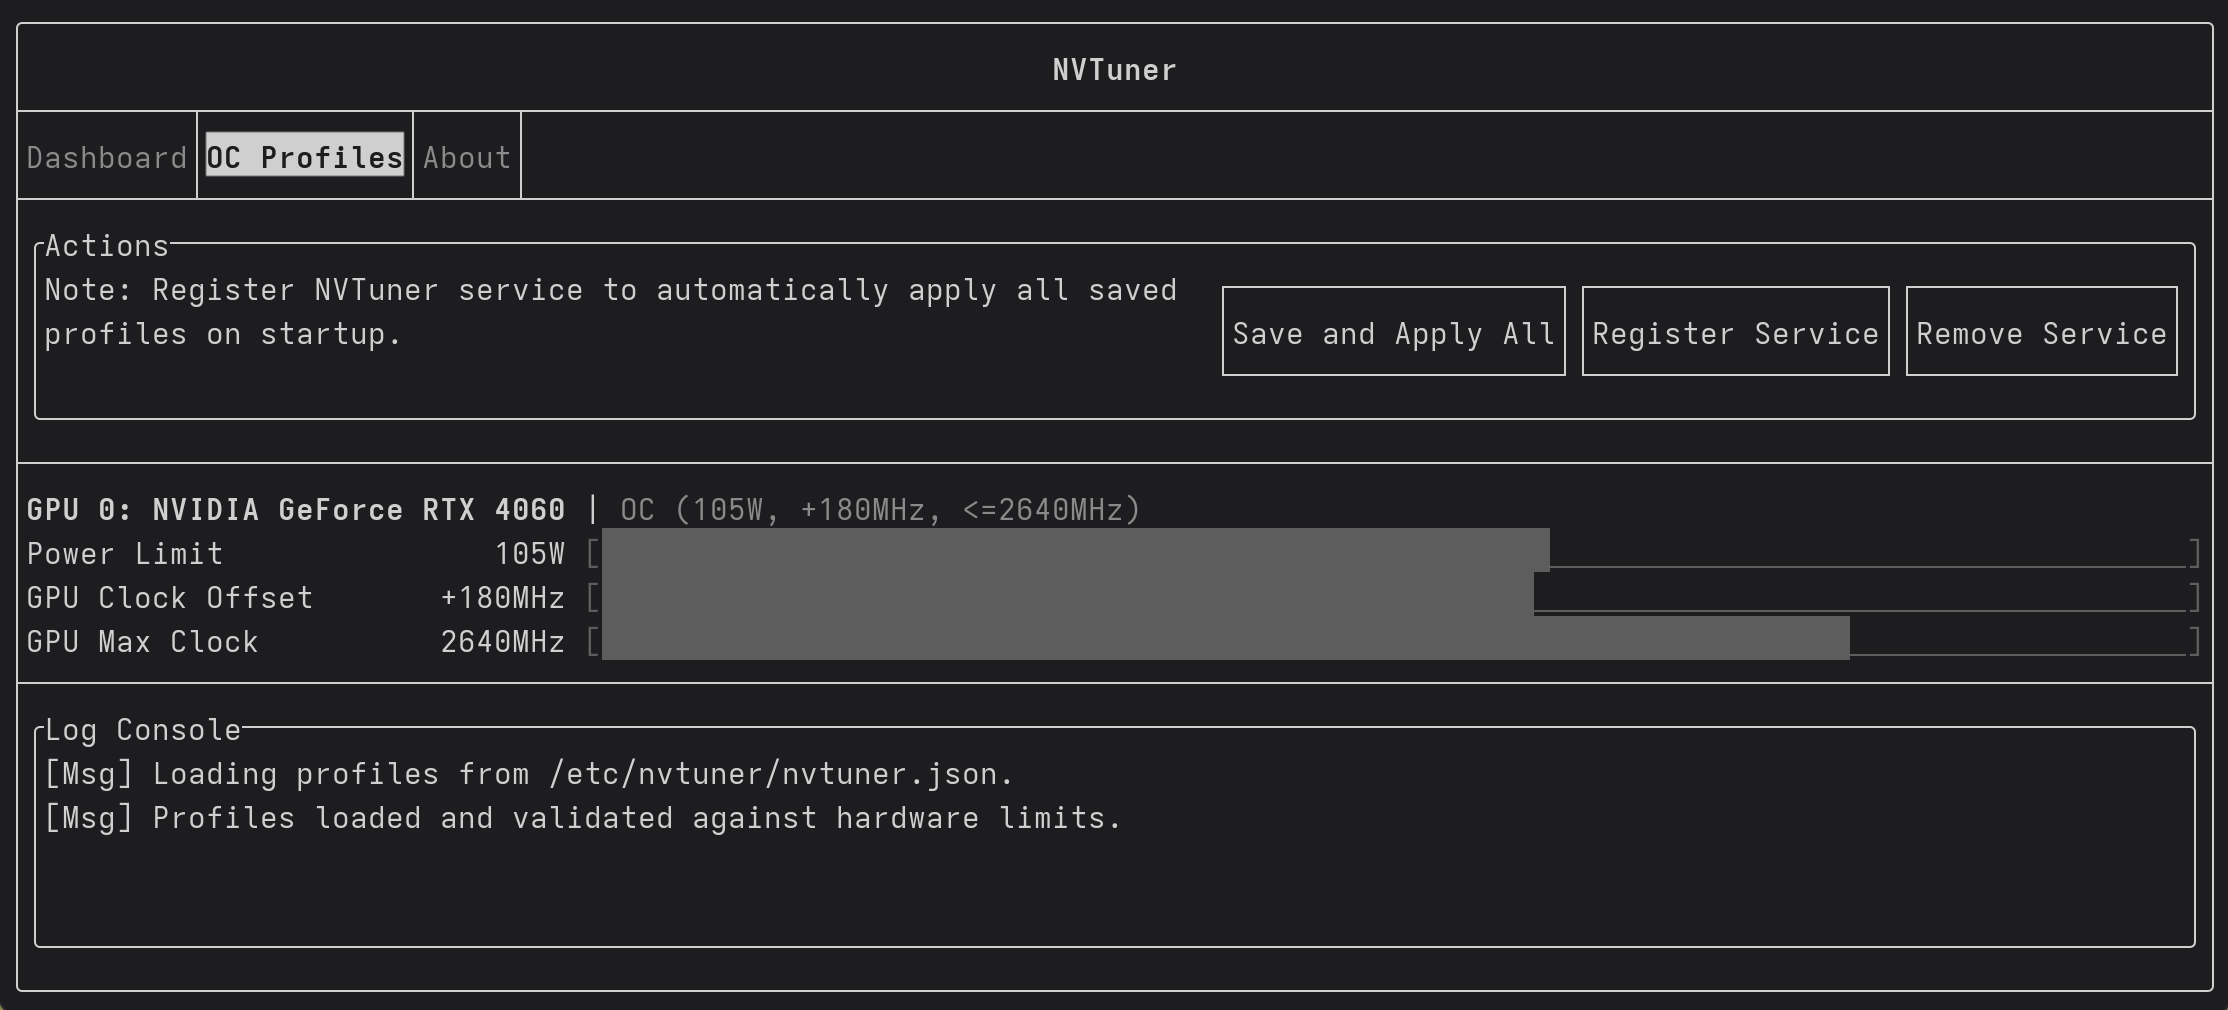 NVTuner
Dashboard OC Profiles About
Actions
Note: Register NVTuner service to automatically apply all saved
profiles on startup.
Save and Apply All Register Service Remove Service
GPU 0: NVIDIA GeForce RTX 4060 | OC (105W, +180MHz, <=2640MHz)
Power Limit 105W [ ]
GPU Clock Offset +180MHz [ ]
GPU Max Clock 2640MHz [ ]
Log Console
[Msg] Loading profiles from /etc/nvtuner/nvtuner.json.
[Msg] Profiles loaded and validated against hardware limits.